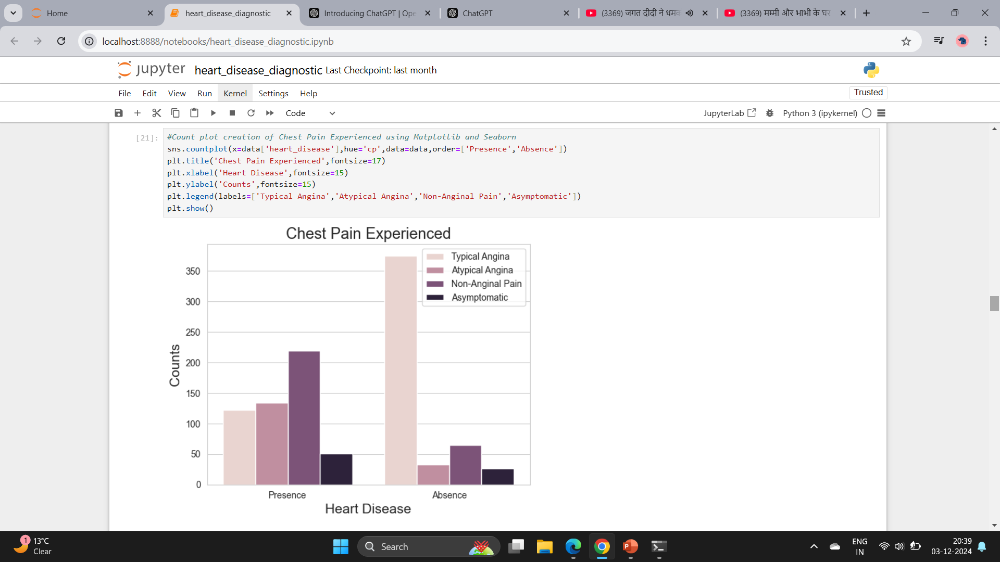 Home
heart_disease_diagnostic
Introducing ChatGPT | Ope
ChatGPT
(3369) जगत दीदी ने धमव
(3369) मम्मी और भाभी के घर
localhost:8888/notebooks/heart_disease_diagnostic.ipynb
jupyter heart_disease_diagnostic Last Checkpoint: last month
File Edit View Run Kernel Settings Help Trusted
Code JupyterLab Python 3 (ipykernel)
[21]:
#Count plot creation of Chest Pain Experienced using Matplotlib and Seaborn
sns.countplot(x=data['heart_disease'],hue='cp',data=data,order=['Presence','Absence'])
plt.title('Chest Pain Experienced',fontsize=17)
plt.xlabel('Heart Disease',fontsize=15)
plt.ylabel('Counts',fontsize=15)
plt.legend(labels=['Typical Angina','Atypical Angina','Non-Anginal Pain','Asymptomatic'])
plt.show()
Chest Pain Experienced
Typical Angina
Atypical Angina
Non-Anginal Pain
Asymptomatic
350
300
250
200
150
100
50
0
Counts
Presence Absence
Heart Disease
1
13°C
Clear
Search
P
ENG
IN
20:39
03-12-2024